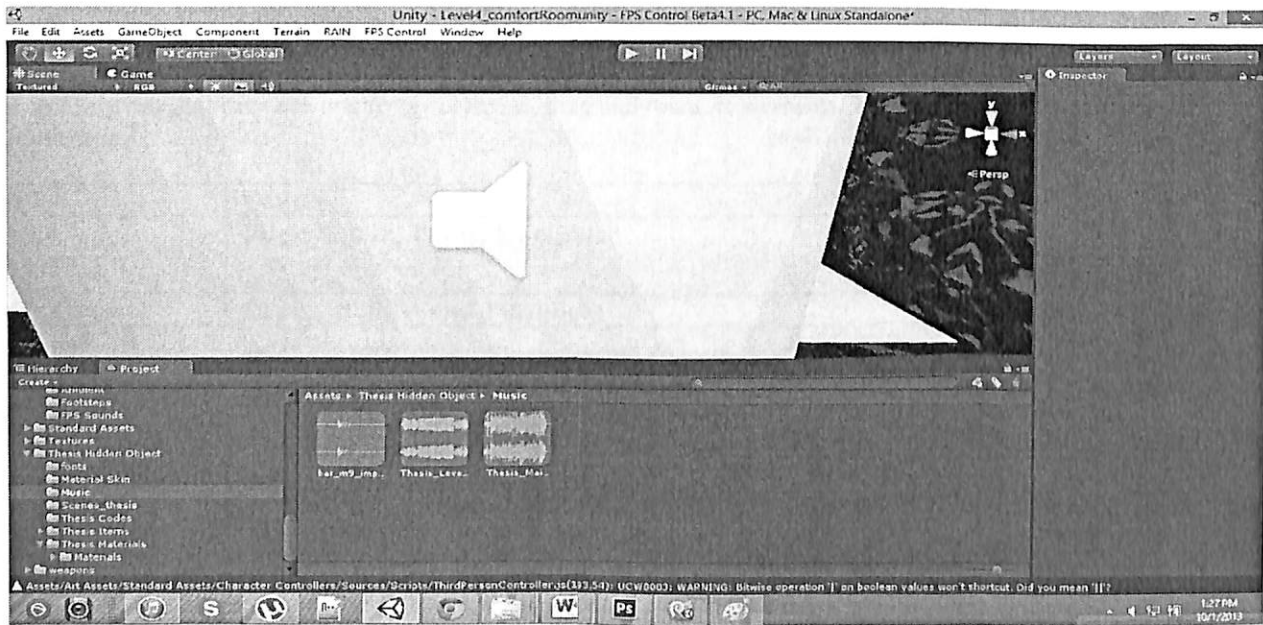 Unity - Level4_comfortRoomunity - FPS Control Beta4.1 - PC, Mac & Linux Standalone*
File Edit Assets GameObject Component Terrain RAIN FPS Control Window Help
Center Global
Layers
Layout
Scene
Game
Inspector
Textured
RGB
Gizmos
All
y
x
Persp
Hierarchy
Project
Create
Footsteps
FPS Sounds
Standard Assets
Textures
Thesis Hidden Object
fonts
Material Skin
Music
Scenes_thesis
Thesis Codes
Thesis Items
Thesis Materials
Materials
weapons
Assets Thesis Hidden Object Music
bar_m9_imp...
Thesis_Leve...
Thesis_Mai...
Assets/Art Assets/Standard Assets/Character Controllers/Sources/Scripts/ThirdPersonController.js UCW0003: WARNING: Bitwise operation '|' on boolean values won't shortcut. Did you mean '||'?
S
W
Ps
1:27 PM
10/1/2013